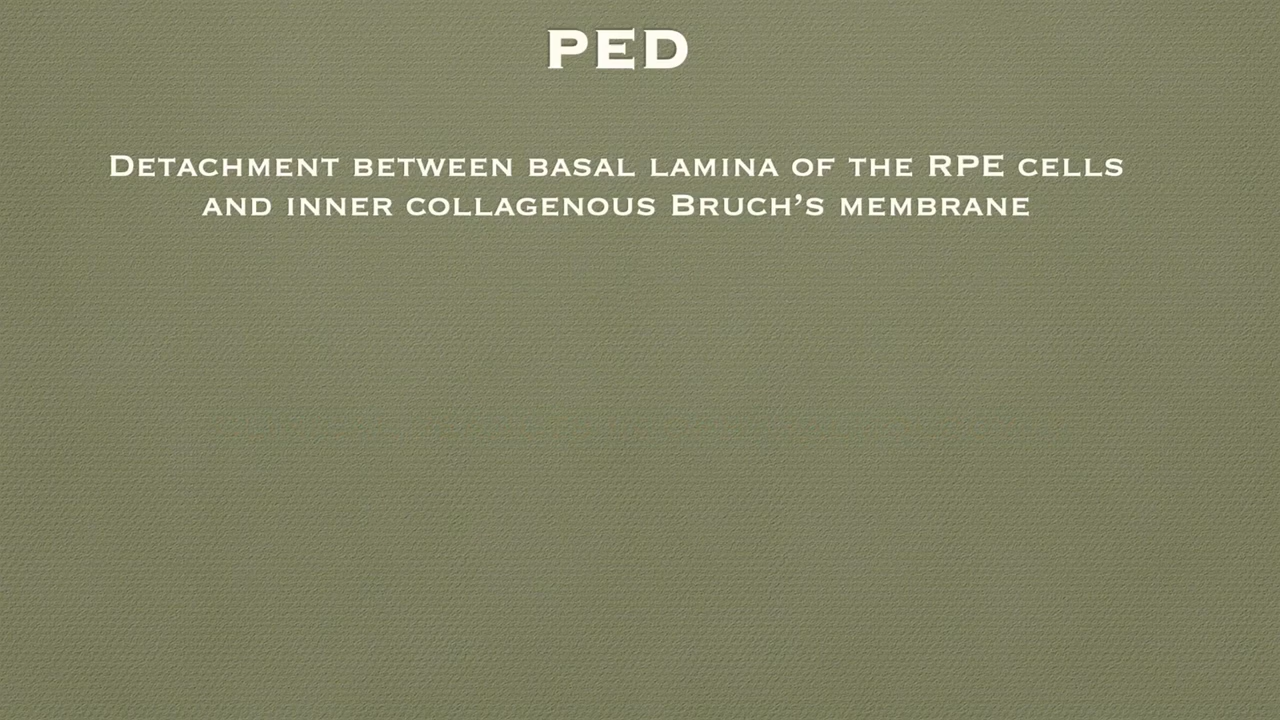 PED
Detachment between basal lamina of the RPE cells
and inner collagenous Bruch’s membrane